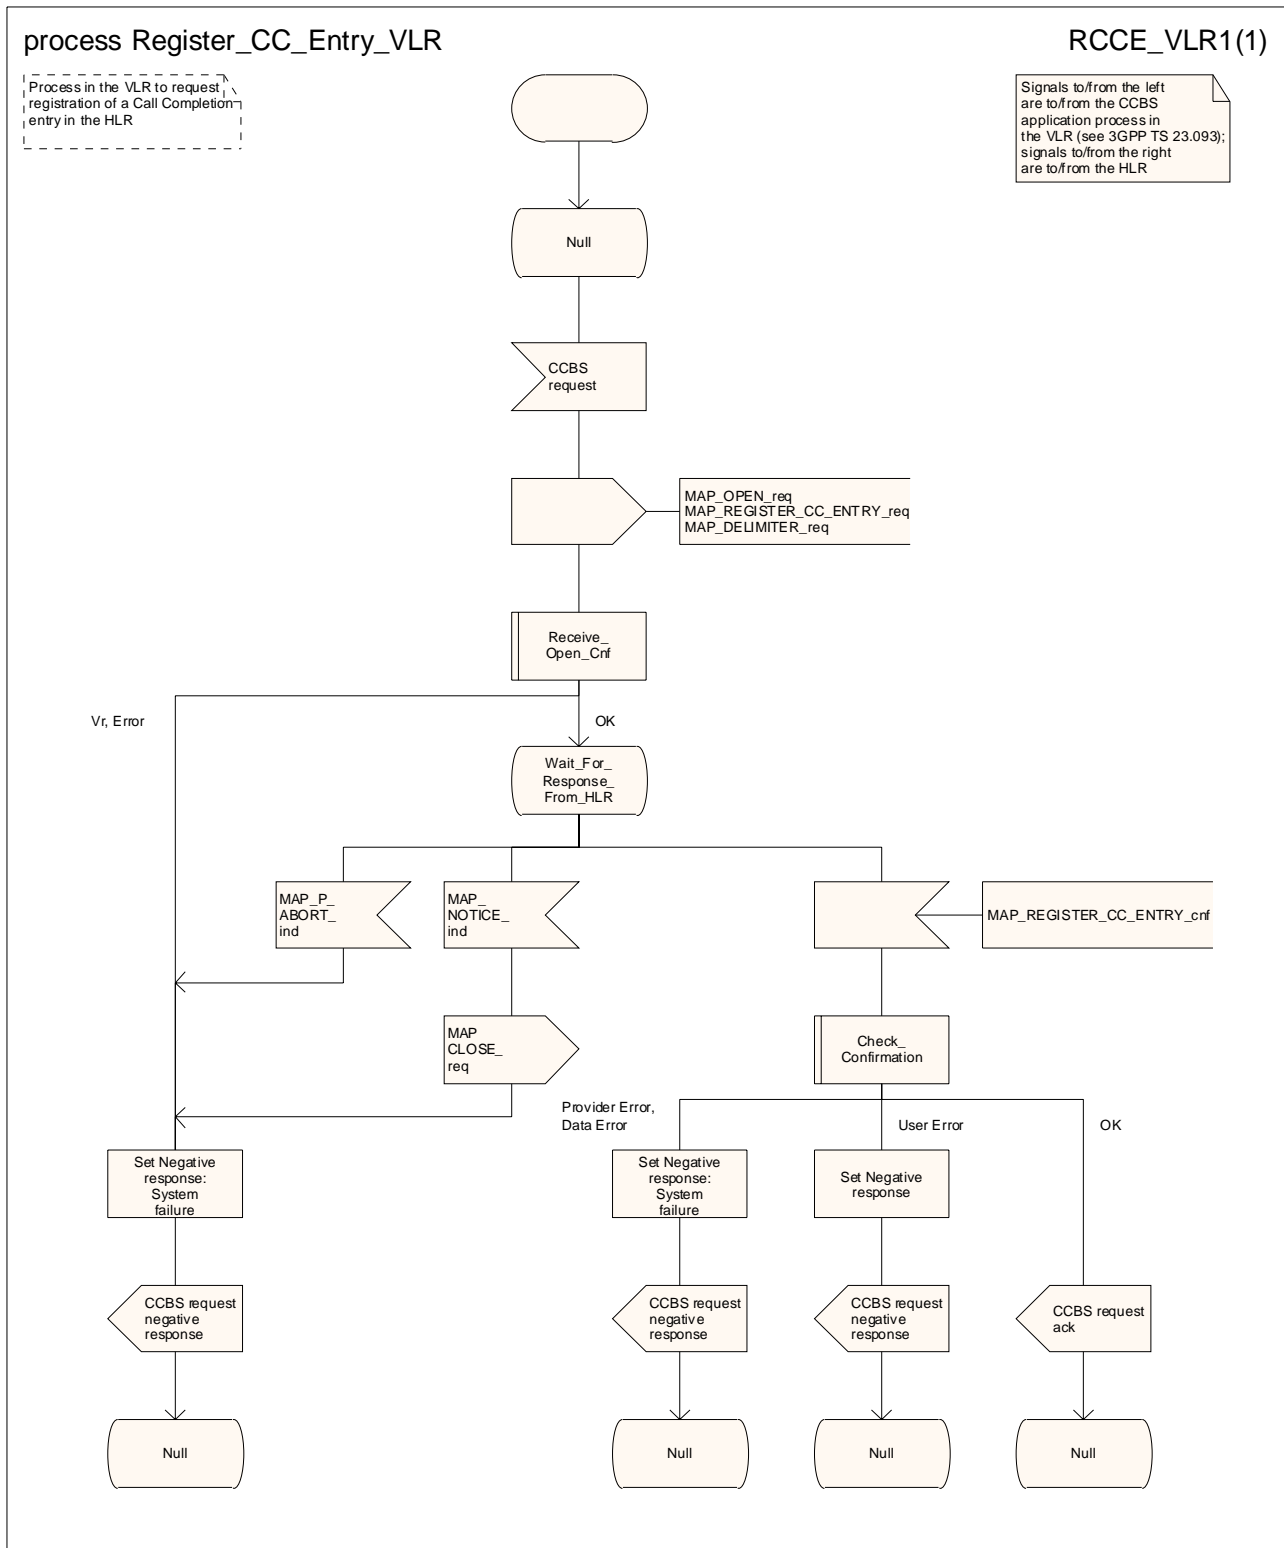 process Register_CC_Entry_VLR
RCCE_VLR1(1)
Process in the VLR to request
registration of a Call Completion
entry in the HLR
Signals to/from the left
are to/from the CCBS
application process in
the VLR (see 3GPP TS 23.093);
signals to/from the right
are to/from the HLR
Null
CCBS
request
MAP_OPEN_req
MAP_REGISTER_CC_ENTRY_req
MAP_DELIMITER_req
Receive_
Open_Cnf
Vr, Error
OK
Wait_For_
Response_
From_HLR
MAP_P_
ABORT_
ind
MAP_
NOTICE_
ind
MAP_REGISTER_CC_ENTRY_cnf
MAP
CLOSE_
req
Check_
Confirmation
Provider Error,
Data Error
User Error
OK
Set Negative
response:
System
failure
Set Negative
response:
System
failure
Set Negative
response
CCBS request
negative
response
CCBS request
negative
response
CCBS request
negative
response
CCBS request
ack
Null
Null
Null
Null